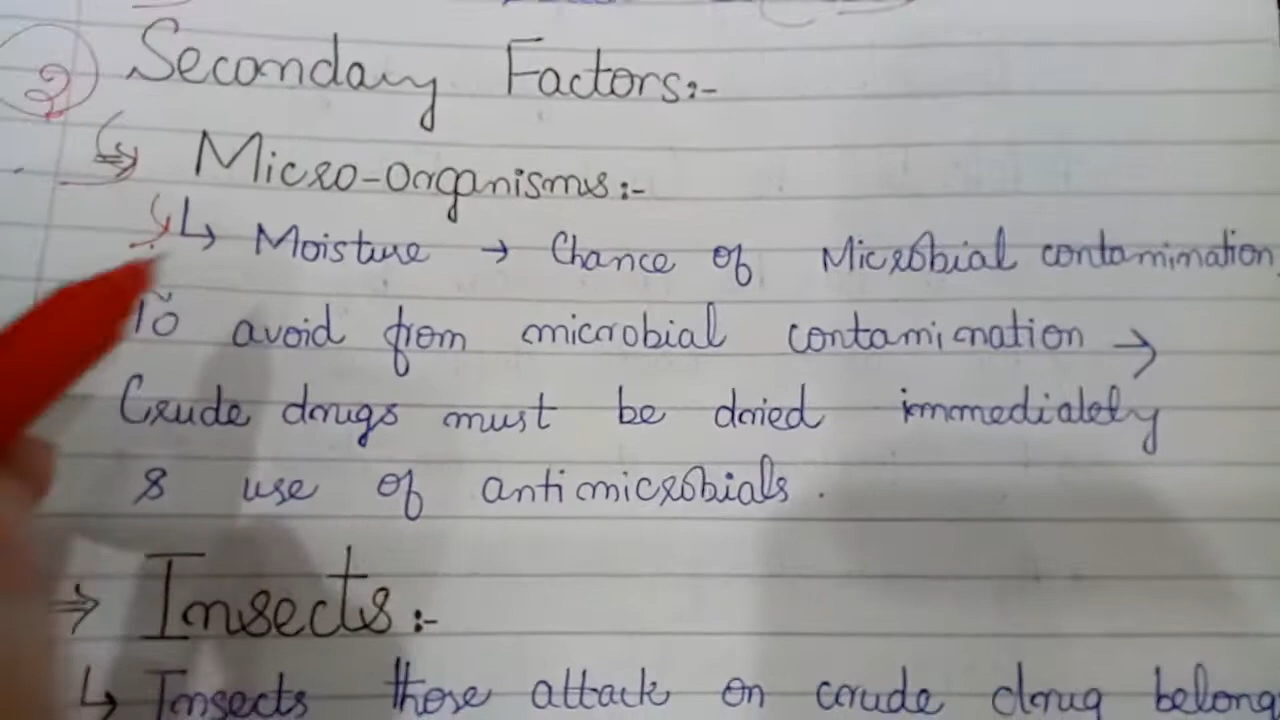 2 Secondary Factors:-
↳ Micro-organisms:-
↳ Moisture → Chance of Microbial contamination
To avoid from microbial contamination →
Crude drugs must be dried immediately
& use of antimicrobials.
⇒ Insects:-
↳ Insects those attack on crude drug belong